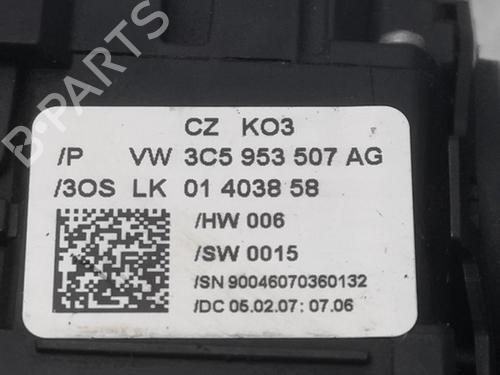 CZ KO3
/P VW 3C5 953 507 AG
/3OS LK 01 4038 58
/HW 006
/SW 0015
/SN 90046070360132
/DC 05.02.07: 07.06
B-PARTS